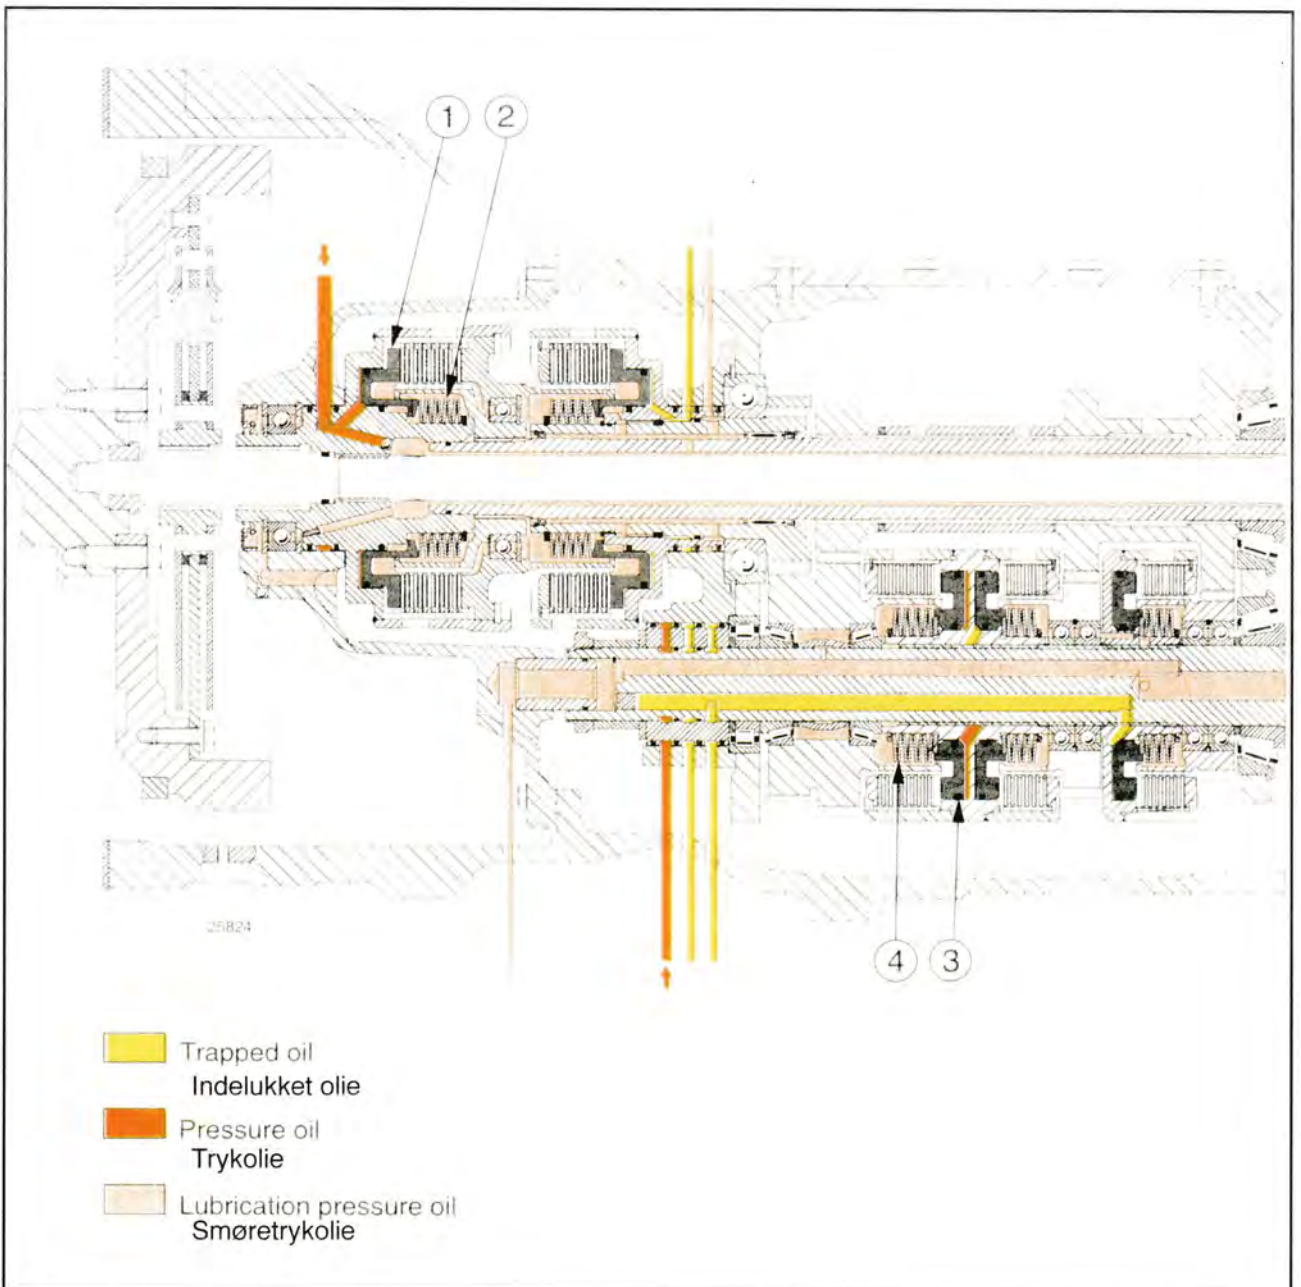 1 2
4 3
25824
Trapped oil
Indelukket olie
Pressure oil
Trykolie
Lubrication pressure oil
Smøretrykolie